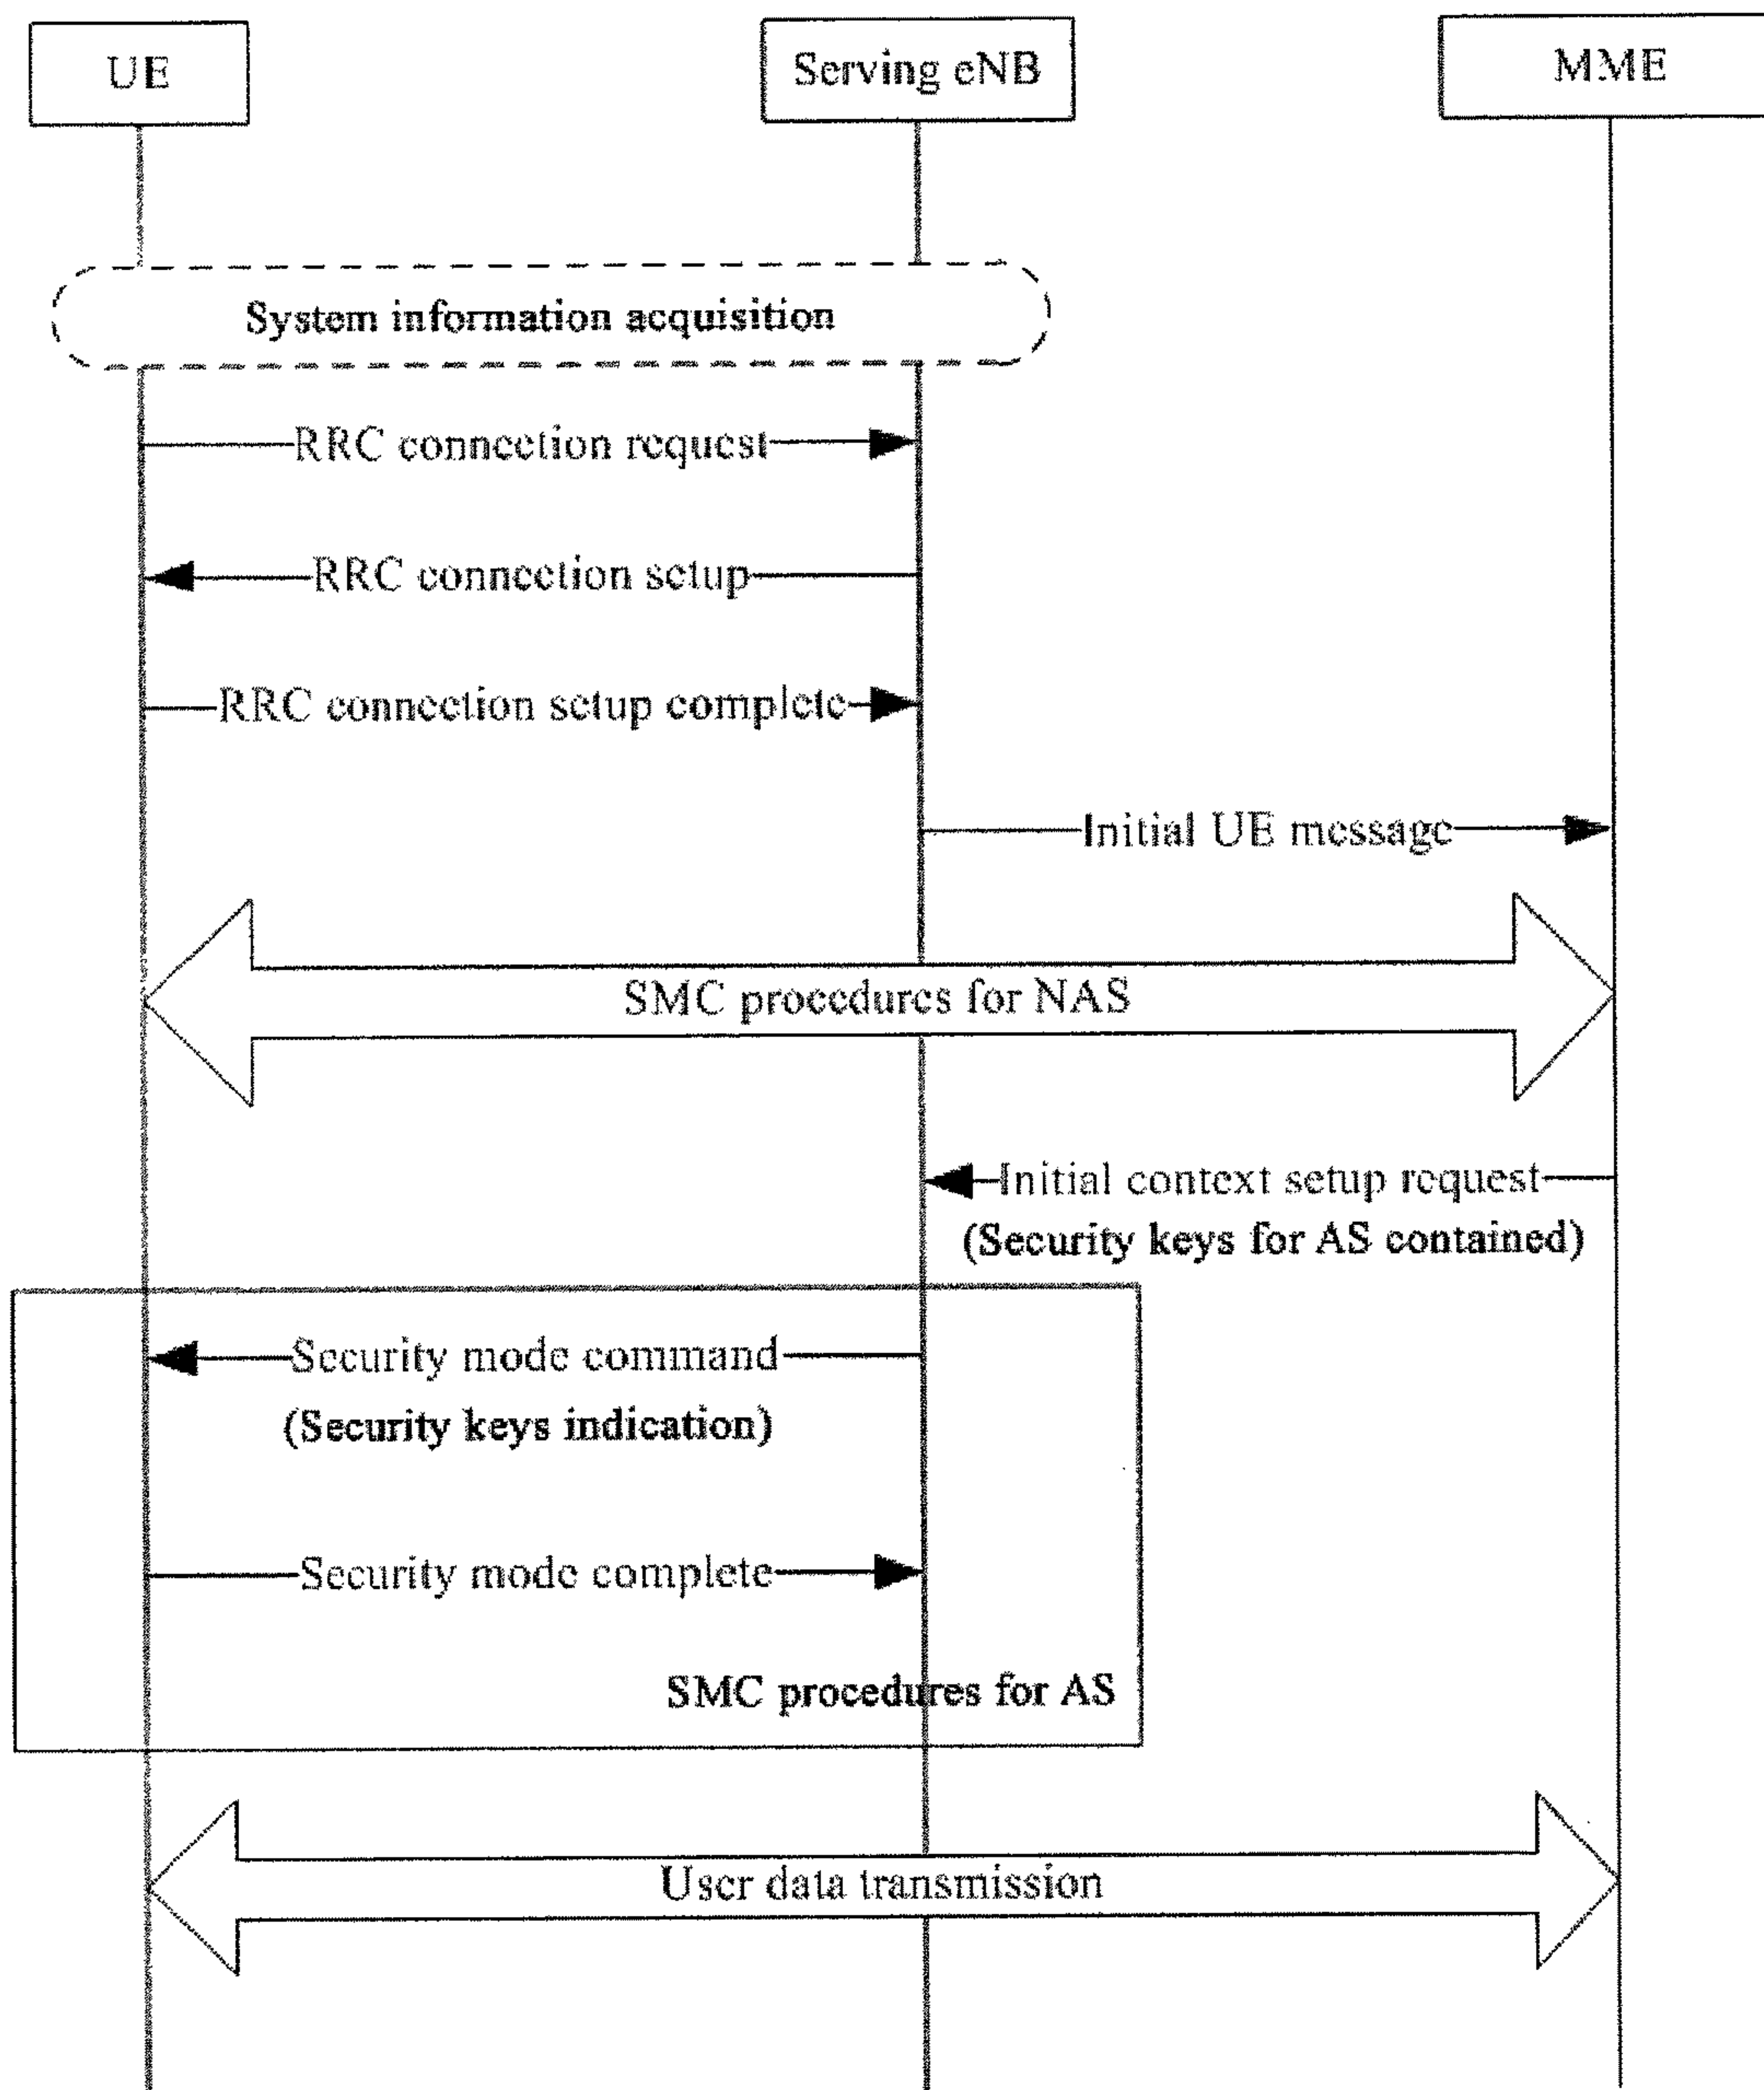 UE
Serving eNB
MME
System information acquisition
RRC connection request
RRC connection setup
RRC connection setup complete
Initial UE message
SMC procedures for NAS
Initial context setup request
(Security keys for AS contained)
Security mode command
(Security keys indication)
Security mode complete
SMC procedures for AS
User data transmission